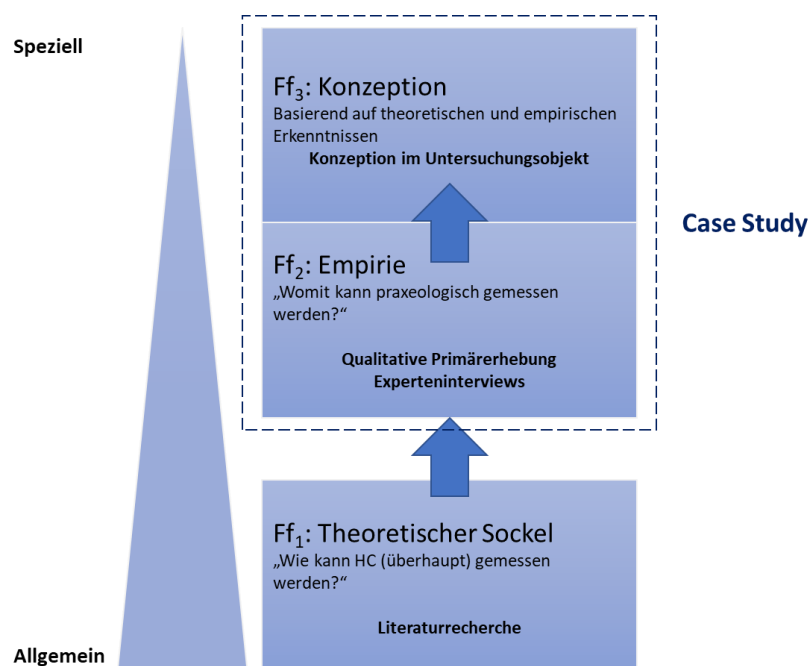 Speziell
Ff₃: Konzeption
Basierend auf theoretischen und empirischen
Erkenntnissen
Konzeption im Untersuchungsobjekt
Case Study
Ff₂: Empirie
„Womit kann praxeologisch gemessen
werden?“
Qualitative Primärerhebung
Experteninterviews
Ff₁: Theoretischer Sockel
„Wie kann HC (überhaupt) gemessen
werden?“
Literaturrecherche
Allgemein